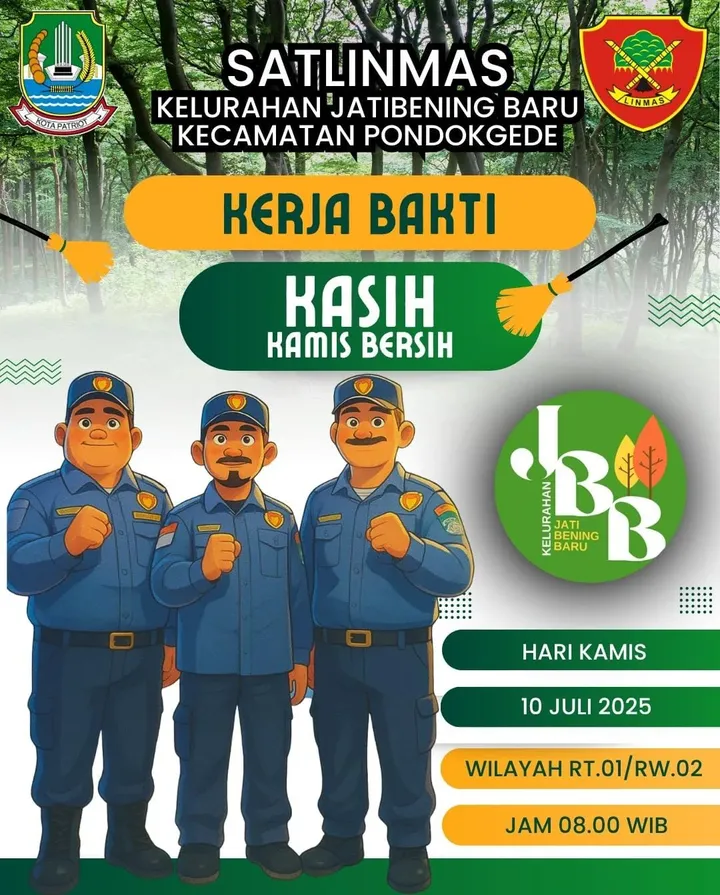 KOTA PATRIOT
LINMAS
SATLINMAS
KELURAHAN JATIBENING BARU
KECAMATAN PONDOKGEDE
KERJA BAKTI
KASIH
KAMIS BERSIH
JBB
KELURAHAN
JATI
BENING
BARU
HARI KAMIS
10 JULI 2025
WILAYAH RT.01/RW.02
JAM 08.00 WIB